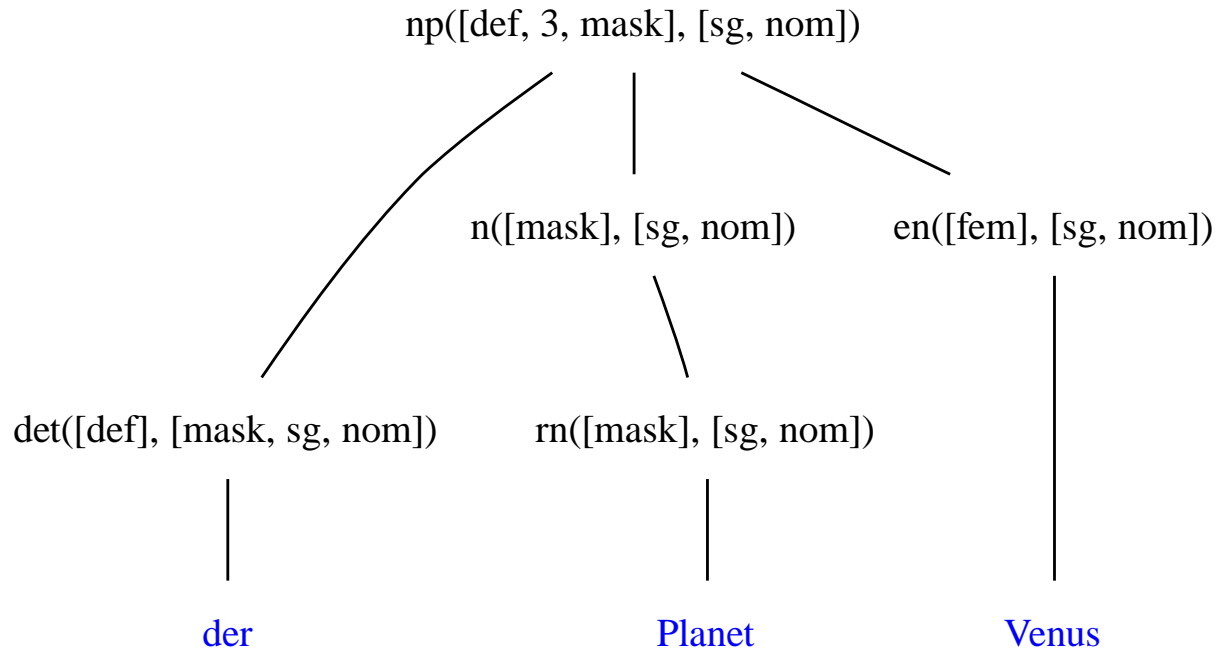 np([def, 3, mask], [sg, nom])
n([mask], [sg, nom]) en([fem], [sg, nom])
det([def], [mask, sg, nom]) rn([mask], [sg, nom])
der Planet Venus